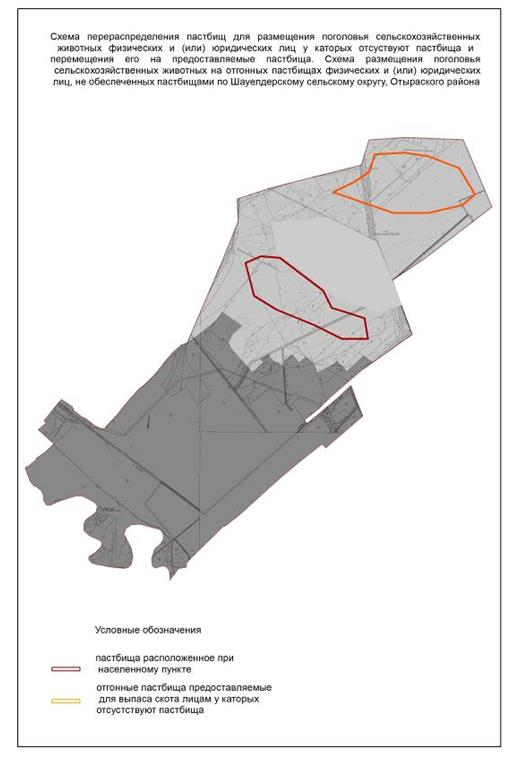 Схема перераспределения пастбищ для размещения поголовья сельскохозяйственных
животных физических и (или) юридических лиц у которых отсуствуют пастбища и
перемещения его на предоставляемые пастбища. Схема размещения поголовья
сельскохозяйственных животных на отгонных пастбищах физических и (или) юридических
лиц, не обеспеченных пастбищами по Шауелдерскому сельскому округу, Отыраского района
Условные обозначения
пастбища расположенное при
населенному пункте
отгонные пастбища предоставляемые
для выпаса скота лицам у каторых
отсустствуют пастбища